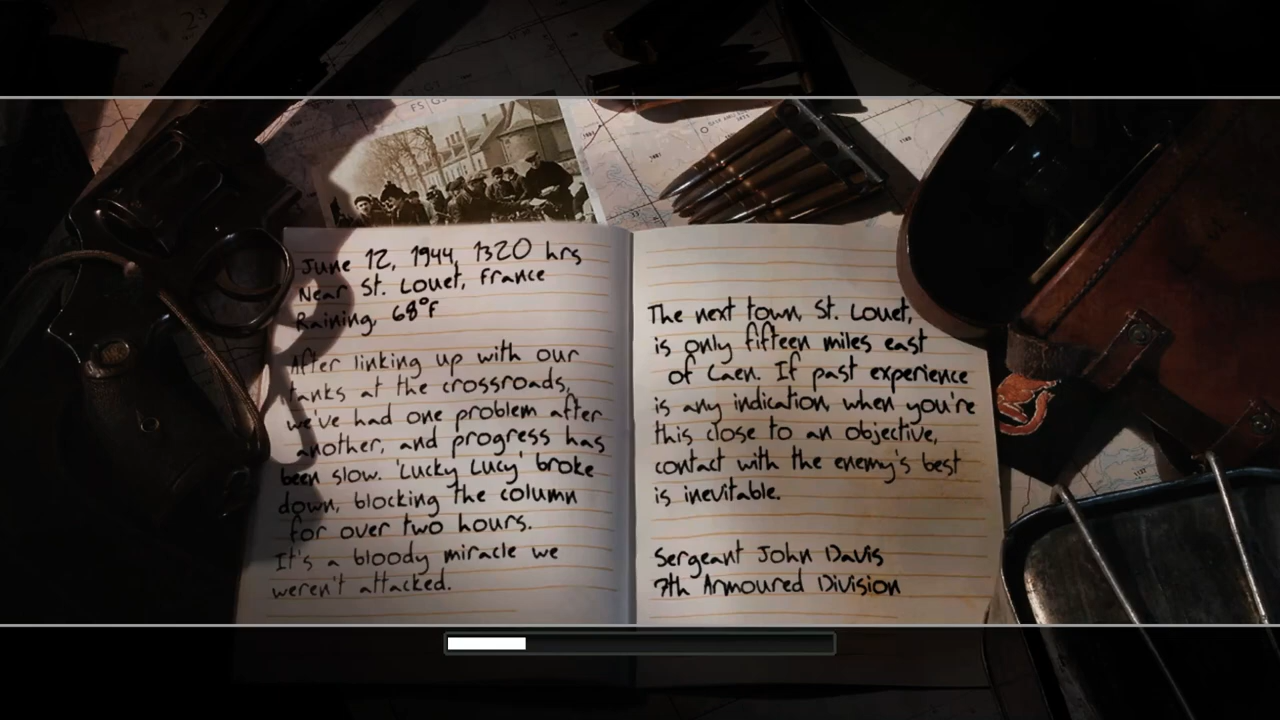 June 12, 1944, 1320 hrs
Near St. Louet, France
Raining, 68°F
After linking up with our
tanks at the crossroads,
we've had one problem after
another, and progress has
been slow. 'Lucky Lucy' broke
down, blocking the column
for over two hours.
It's a bloody miracle we
weren't attacked.
The next town, St. Louet,
is only fifteen miles east
of Caen. If past experience
is any indication, when you're
this close to an objective,
contact with the enemy's best
is inevitable.
Sergeant John Davis
7th Armoured Division